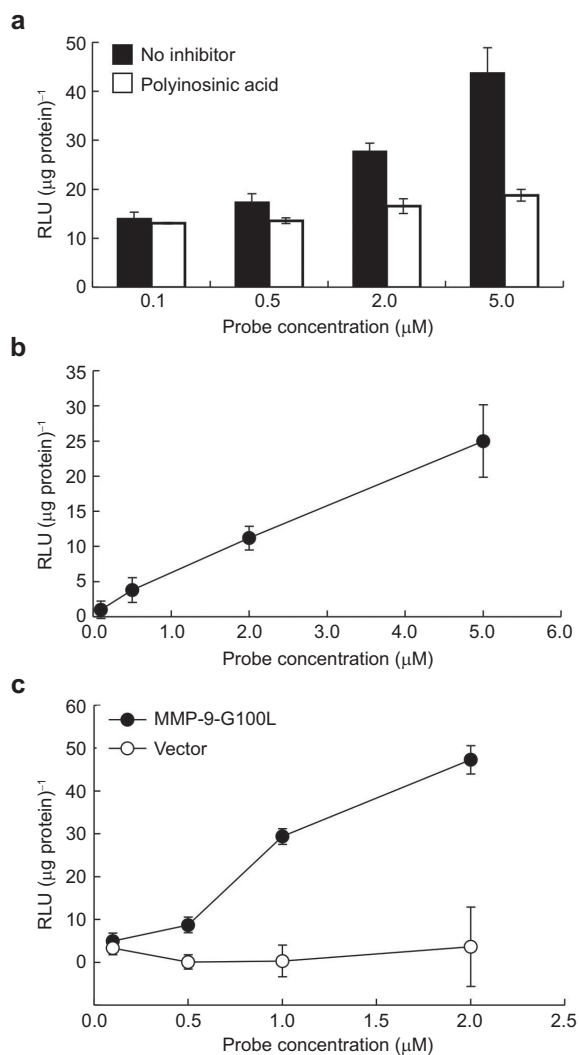 a
50
40
30
20
10
0
RLU (μg protein)⁻¹
No inhibitor
Polyinosinic acid
0.1 0.5 2.0 5.0
Probe concentration (μM)
b
35
30
25
20
15
10
5
0
RLU (μg protein)⁻¹
0.0 1.0 2.0 3.0 4.0 5.0 6.0
Probe concentration (μM)
c
60
50
40
30
20
10
0
RLU (μg protein)⁻¹
MMP-9-G100L
Vector
0.0 0.5 1.0 1.5 2.0 2.5
Probe concentration (μM)